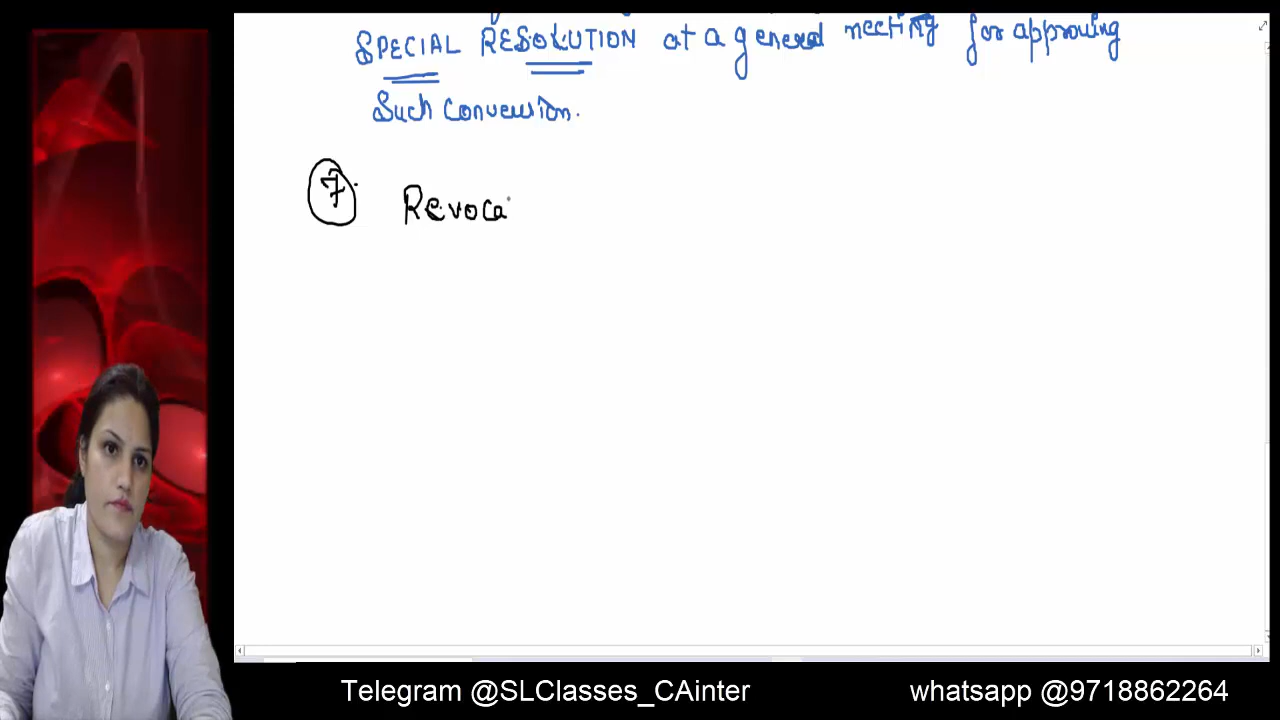 SPECIAL RESOLUTION at a general meeting for approving
Such conversion.
7 Revoca
Telegram @SLClasses_CAinter
whatsapp @9718862264